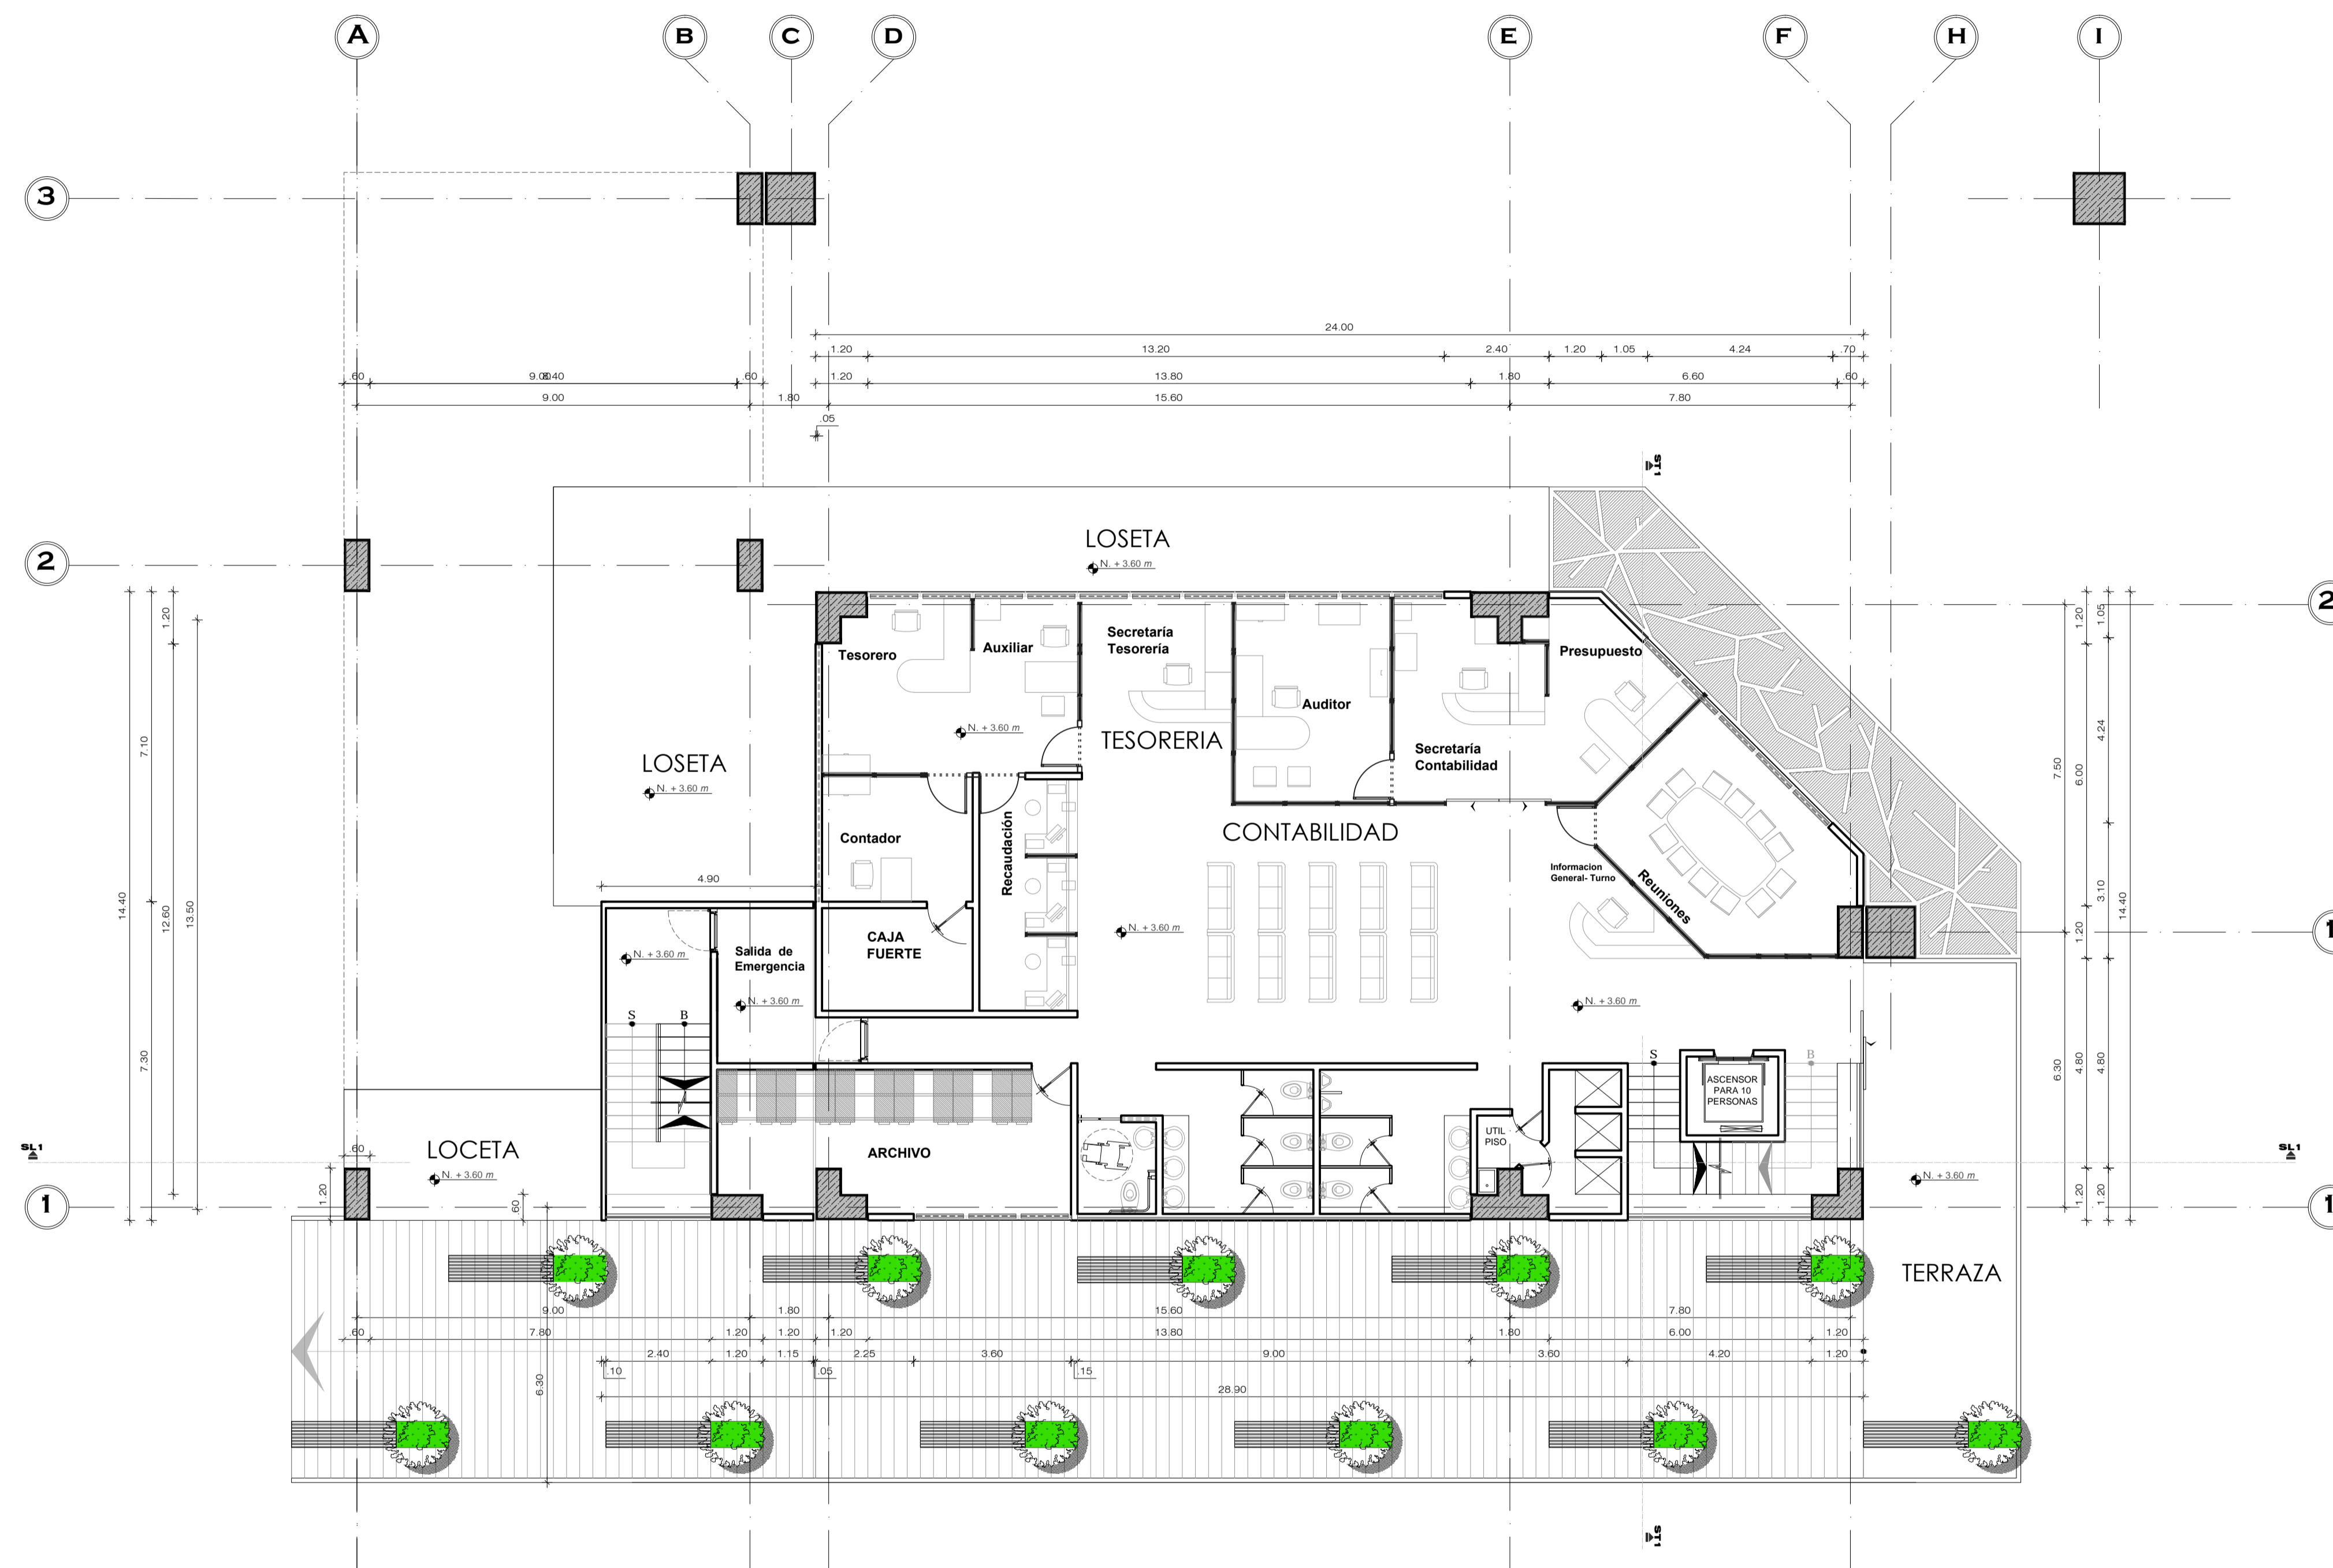 A
B
C
D
E
F
H
I
3
24.00
1.20
13.20
2.40
1.20
1.05
4.24
.70
.60
9.00
8.40
.60
1.20
13.80
1.80
6.60
.60
9.00
1.80
15.60
7.80
.05
ST1
2
LOSETA
N. + 3.60 m
2
1.20
14.40
7.10
12.60
13.50
7.30
Tesorero
Auxiliar
Secretaría
Tesorería
Auditor
Presupuesto
N. + 3.60 m
TESORERIA
Secretaría
Contabilidad
LOSETA
N. + 3.60 m
Contador
Recaudación
CONTABILIDAD
Informacion
General- Turno
Reuniones
4.90
CAJA
FUERTE
Salida de
Emergencia
N. + 3.60 m
N. + 3.60 m
N. + 3.60 m
N. + 3.60 m
1.20
1.05
4.24
7.50
6.00
3.10
14.40
1.20
1
6.30
4.80
4.80
1.20
1.20
S
B
S
B
ASCENSOR
PARA 10
PERSONAS
UTIL
PISO
ARCHIVO
LOCETA
N. + 3.60 m
N. + 3.60 m
SL1
SL1
.60
1.20
.60
1
1
TERRAZA
9.00
1.80
15.60
7.80
.60
7.80
1.20
1.20
1.20
13.80
1.80
6.00
1.20
2.40
1.20
1.15
2.25
3.60
9.00
3.60
4.20
1.20
.10
.05
.15
6.30
28.90
ST1